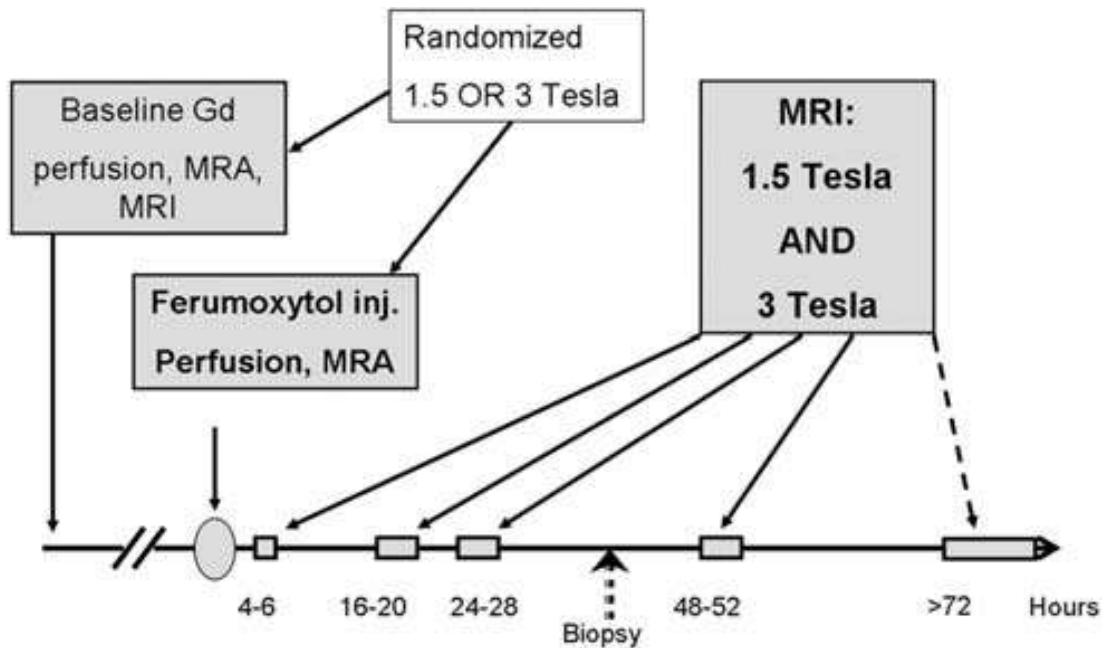 Randomized
1.5 OR 3 Tesla
Baseline Gd
perfusion, MRA,
MRI
Ferumoxytol inj.
Perfusion, MRA
MRI:
1.5 Tesla
AND
3 Tesla
4-6
16-20
24-28
Biopsy
48-52
>72
Hours